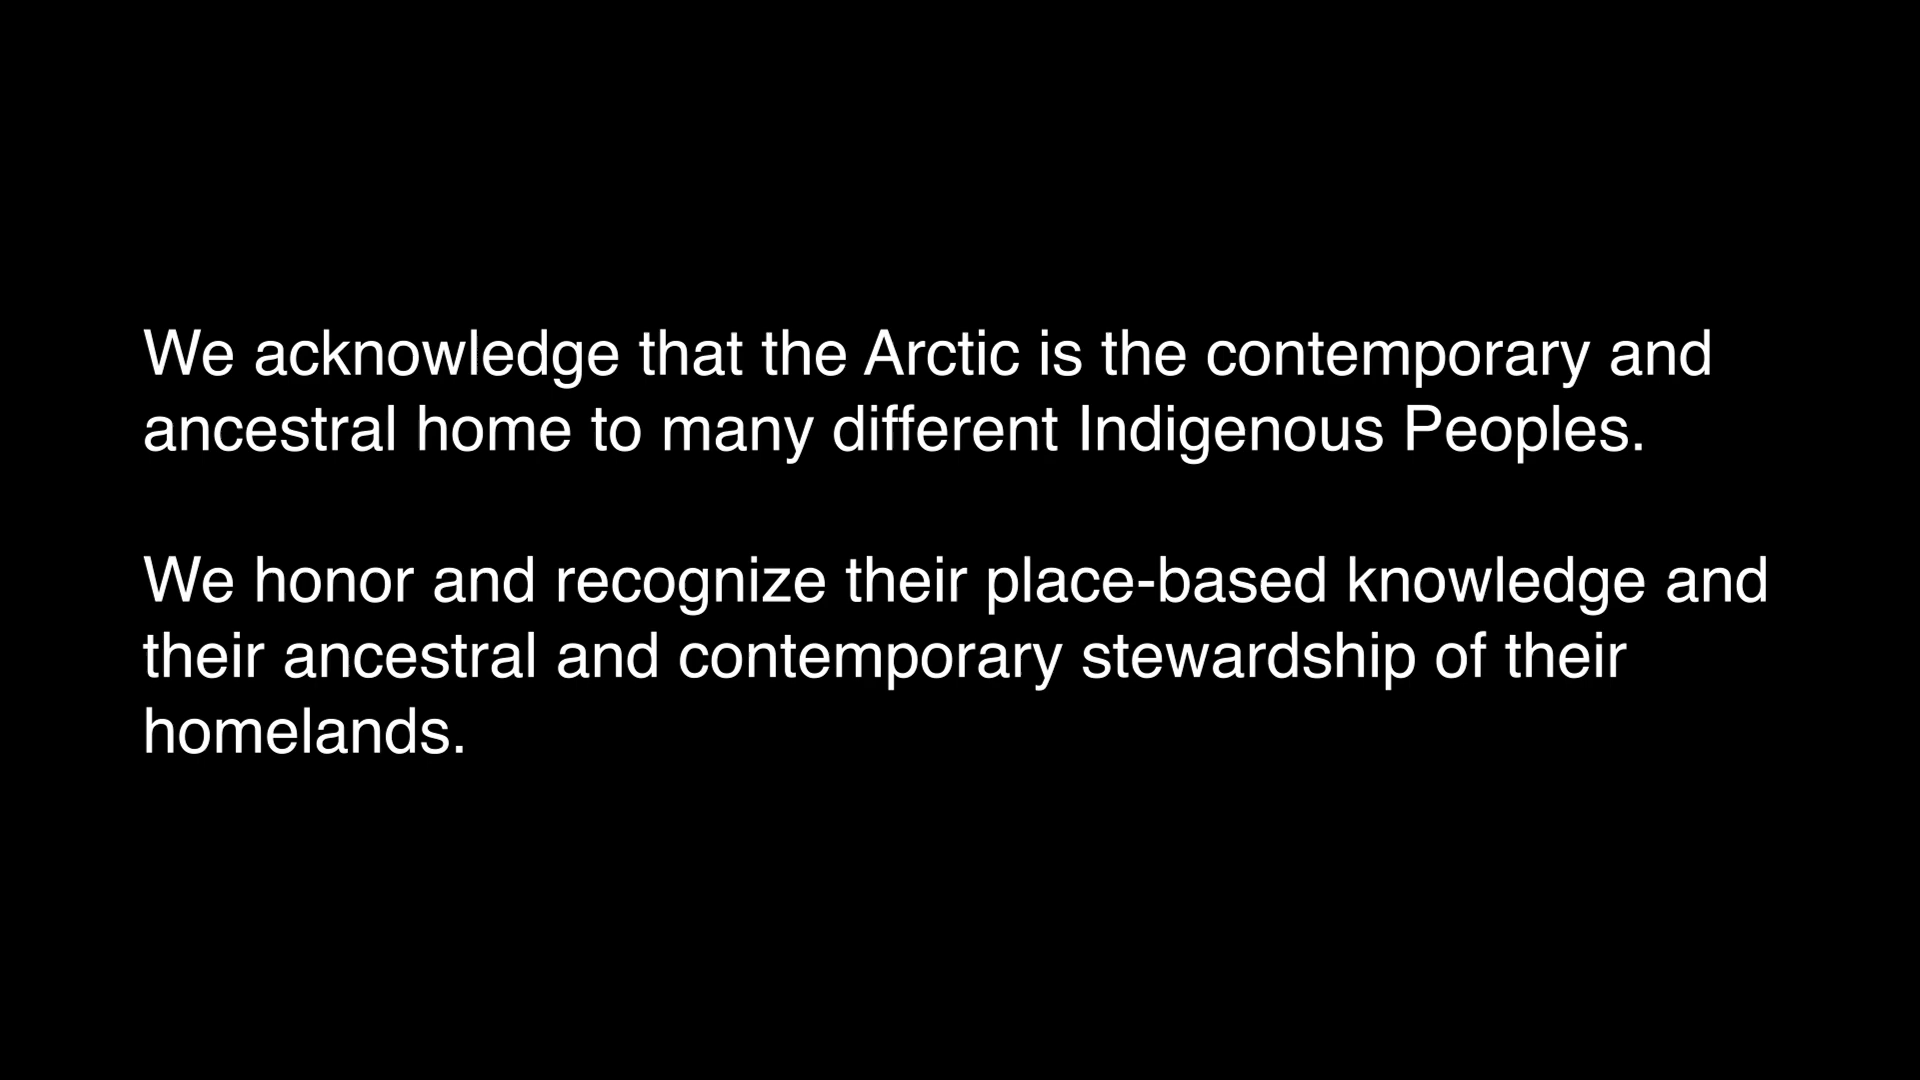 We acknowledge that the Arctic is the contemporary and
ancestral home to many different Indigenous Peoples.
We honor and recognize their place-based knowledge and
their ancestral and contemporary stewardship of their
homelands.